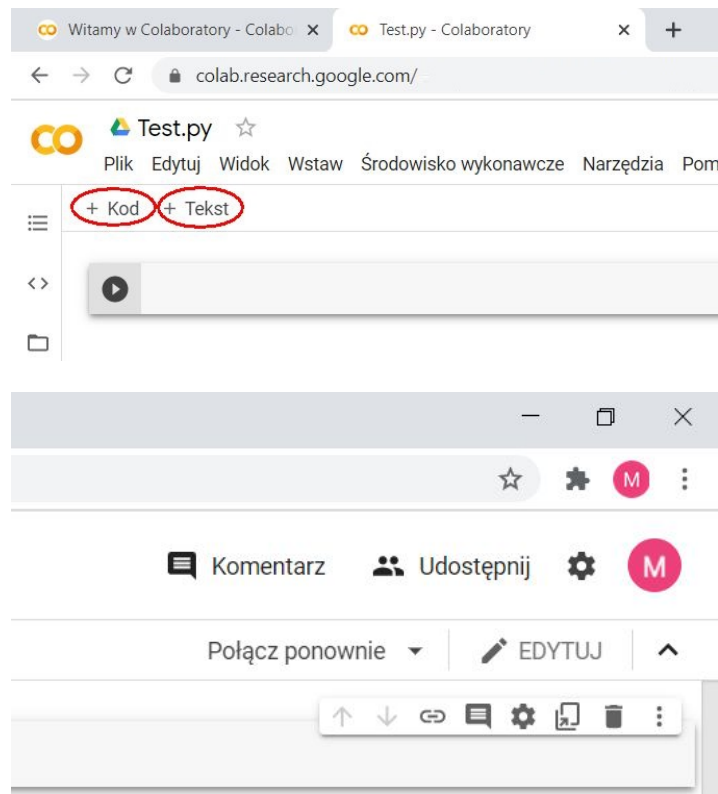 Witamy w Colaboratory - Colabo
Test.py - Colaboratory
colab.research.google.com/
Test.py
Plik Edytuj Widok Wstaw Środowisko wykonawcze Narzędzia Pom
+ Kod + Tekst
M
Komentarz Udostępnij M
Połącz ponownie EDYTUJ